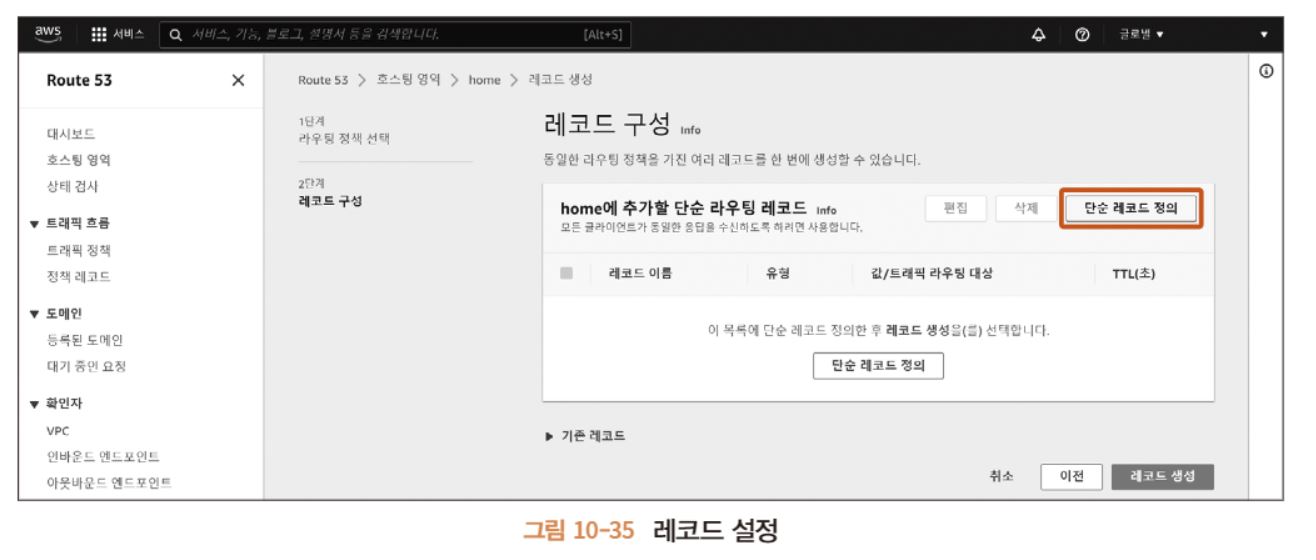 aws 서비스 서비스, 기능, 블로그, 설명서 등을 검색합니다. [Alt+S] 글로벌 ▼
Route 53
대시보드
호스팅 영역
상태 검사
▼ 트래픽 흐름
트래픽 정책
정책 레코드
▼ 도메인
등록된 도메인
대기 중인 요청
▼ 확인자
VPC
인바운드 엔드포인트
아웃바운드 엔드포인트
Route 53 > 호스팅 영역 > home > 레코드 생성
1단계
라우팅 정책 선택
2단계
레코드 구성
레코드 구성 Info
동일한 라우팅 정책을 가진 여러 레코드를 한 번에 생성할 수 있습니다.
home에 추가할 단순 라우팅 레코드 Info
모든 클라이언트가 동일한 응답을 수신하도록 하려면 사용합니다.
편집 삭제 단순 레코드 정의
레코드 이름 유형 값/트래픽 라우팅 대상 TTL(초)
이 목록에 단순 레코드 정의한 후 레코드 생성을(를) 선택합니다.
단순 레코드 정의
▶ 기존 레코드
취소 이전 레코드 생성
그림 10-35 레코드 설정